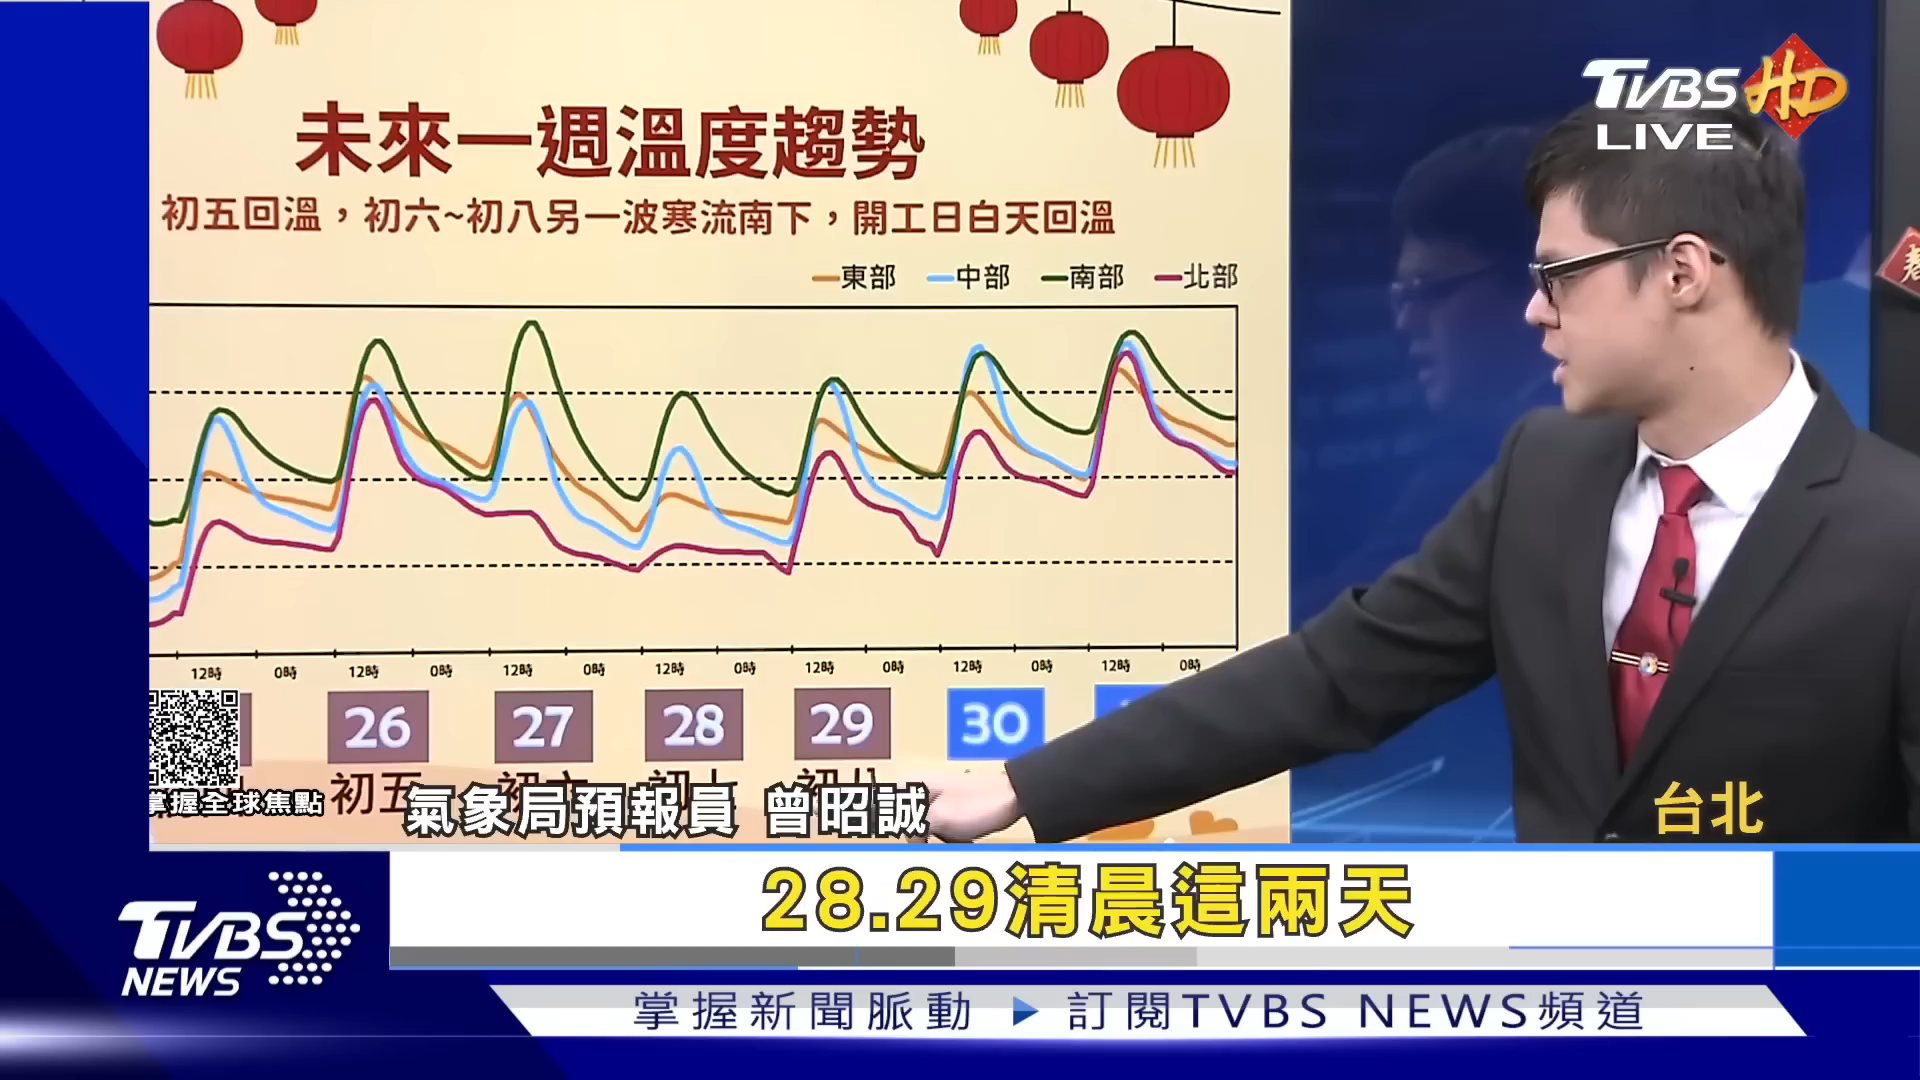 TVBS HD
LIVE
未來一週溫度趨勢
初五回溫，初六~初八另一波寒流南下，開工日白天回溫
東部 中部 南部 北部
12時 0時 12時 0時 12時 0時 12時 0時 12時 0時 12時 0時 12時 0時
26 27 28 29 30
初五 初六 初七 初八
掌握全球焦點
氣象局預報員 曾昭誠
台北
28.29清晨這兩天
TVBS
NEWS
掌握新聞脈動 訂閱TVBS NEWS頻道